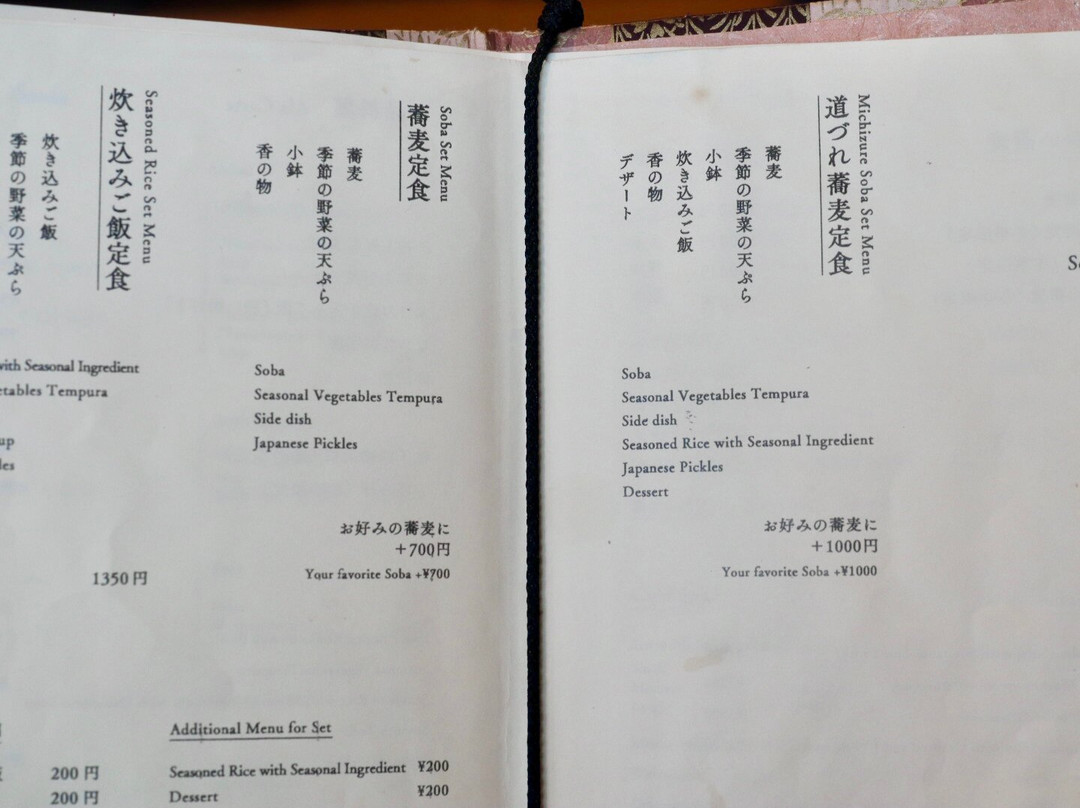 Michizure Soba Set Menu
道づれ蕎麦定食
蕎麦
季節の野菜の天ぷら
小鉢
炊き込みご飯
香の物
デザート
Soba
Seasonal Vegetables Tempura
Side dish
Seasoned Rice with Seasonal Ingredient
Japanese Pickles
Dessert
お好みの蕎麦に
+1000円
Your favorite Soba +¥1000
Soba Set Menu
蕎麦定食
蕎麦
季節の野菜の天ぷら
小鉢
香の物
Soba
Seasonal Vegetables Tempura
Side dish
Japanese Pickles
お好みの蕎麦に
+700円
Your favorite Soba +¥700
Seasoned Rice Set Menu
炊き込みご飯定食
炊き込みご飯
季節の野菜の天ぷら
with Seasonal Ingredient
Tempura
1350円
Additional Menu for Set
Seasoned Rice with Seasonal Ingredient ¥200
Dessert ¥200
200円
200円